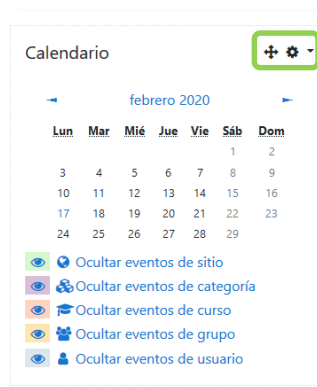 Calendario
febrero 2020
Lun Mar Mié Jue Vie Sáb Dom
1 2
3 4 5 6 7 8 9
10 11 12 13 14 15 16
17 18 19 20 21 22 23
24 25 26 27 28 29
Ocultar eventos de sitio
Ocultar eventos de categoría
Ocultar eventos de curso
Ocultar eventos de grupo
Ocultar eventos de usuario